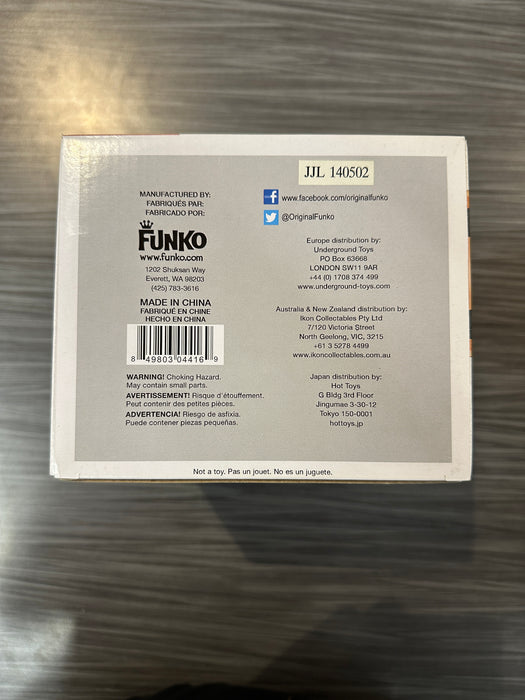 JJL 140502
MANUFACTURED BY:
FABRIQUÉS PAR:
FABRICADO POR:
FUNKO
www.funko.com
1202 Shuksan Way
Everett, WA 98203
(425) 783-3616
MADE IN CHINA
FABRIQUÉ EN CHINE
HECHO EN CHINA
8 49803 04416 9
WARNING! Choking Hazard.
May contain small parts.
AVERTISSEMENT! Risque d'étouffement.
Peut contenir des petites pièces.
ADVERTENCIA! Riesgo de asfixia.
Puede contener piezas pequeñas.
f www.facebook.com/originalfunko
@OriginalFunko
Europe distribution by:
Underground Toys
PO Box 63668
LONDON SW11 9AR
+44 (0) 1708 374 499
www.underground-toys.com
Australia & New Zealand distribution by:
Ikon Collectables Pty Ltd
7/120 Victoria Street
North Geelong, VIC, 3215
+61 3 5278 4499
www.ikoncollectables.com.au
Japan distribution by:
Hot Toys
G Bldg 3rd Floor
Jingumae 3-30-12
Tokyo 150-0001
hottoys.jp
Not a toy. Pas un jouet. No es un juguete.